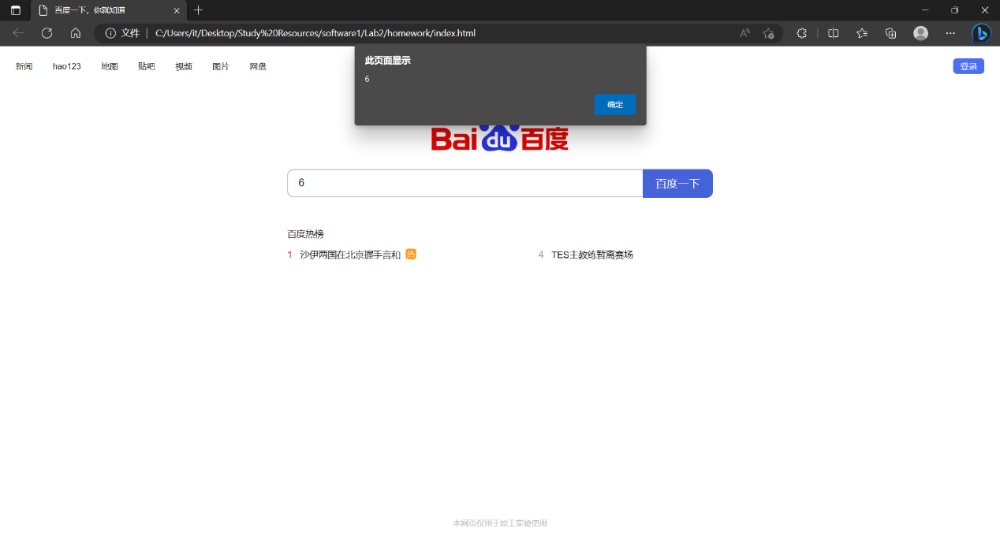 百度一下，你就知道
文件 | C:/Users/it/Desktop/Study%20Resources/software1/Lab2/homework/index.html
新闻 hao123 地图 贴吧 视频 图片 网盘 登录
此页面显示
6
确定
Bai du 百度
6 百度一下
百度热榜
1 沙伊两国在北京握手言和 热
4 TES主教练暂离赛场
本网页仅用于软工实验使用